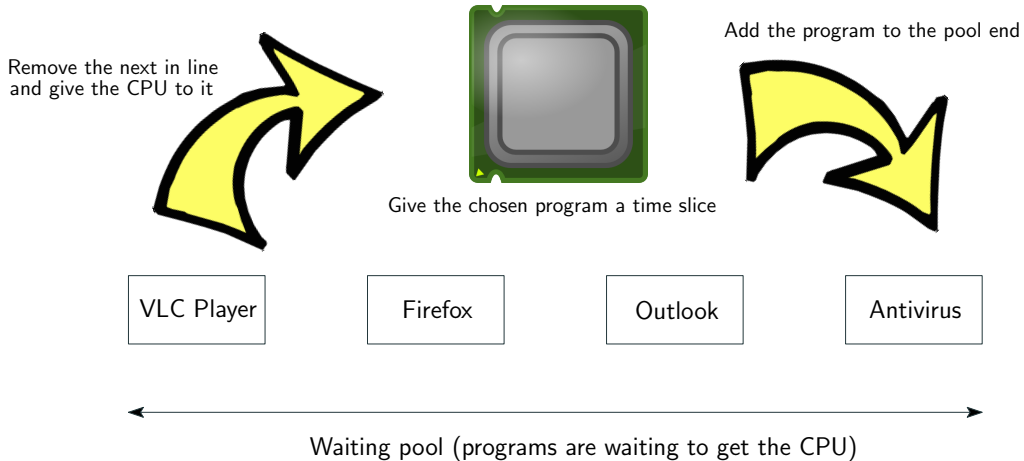 Remove the next in line
and give the CPU to it
Add the program to the pool end
Give the chosen program a time slice
VLC Player
Firefox
Outlook
Antivirus
Waiting pool (programs are waiting to get the CPU)